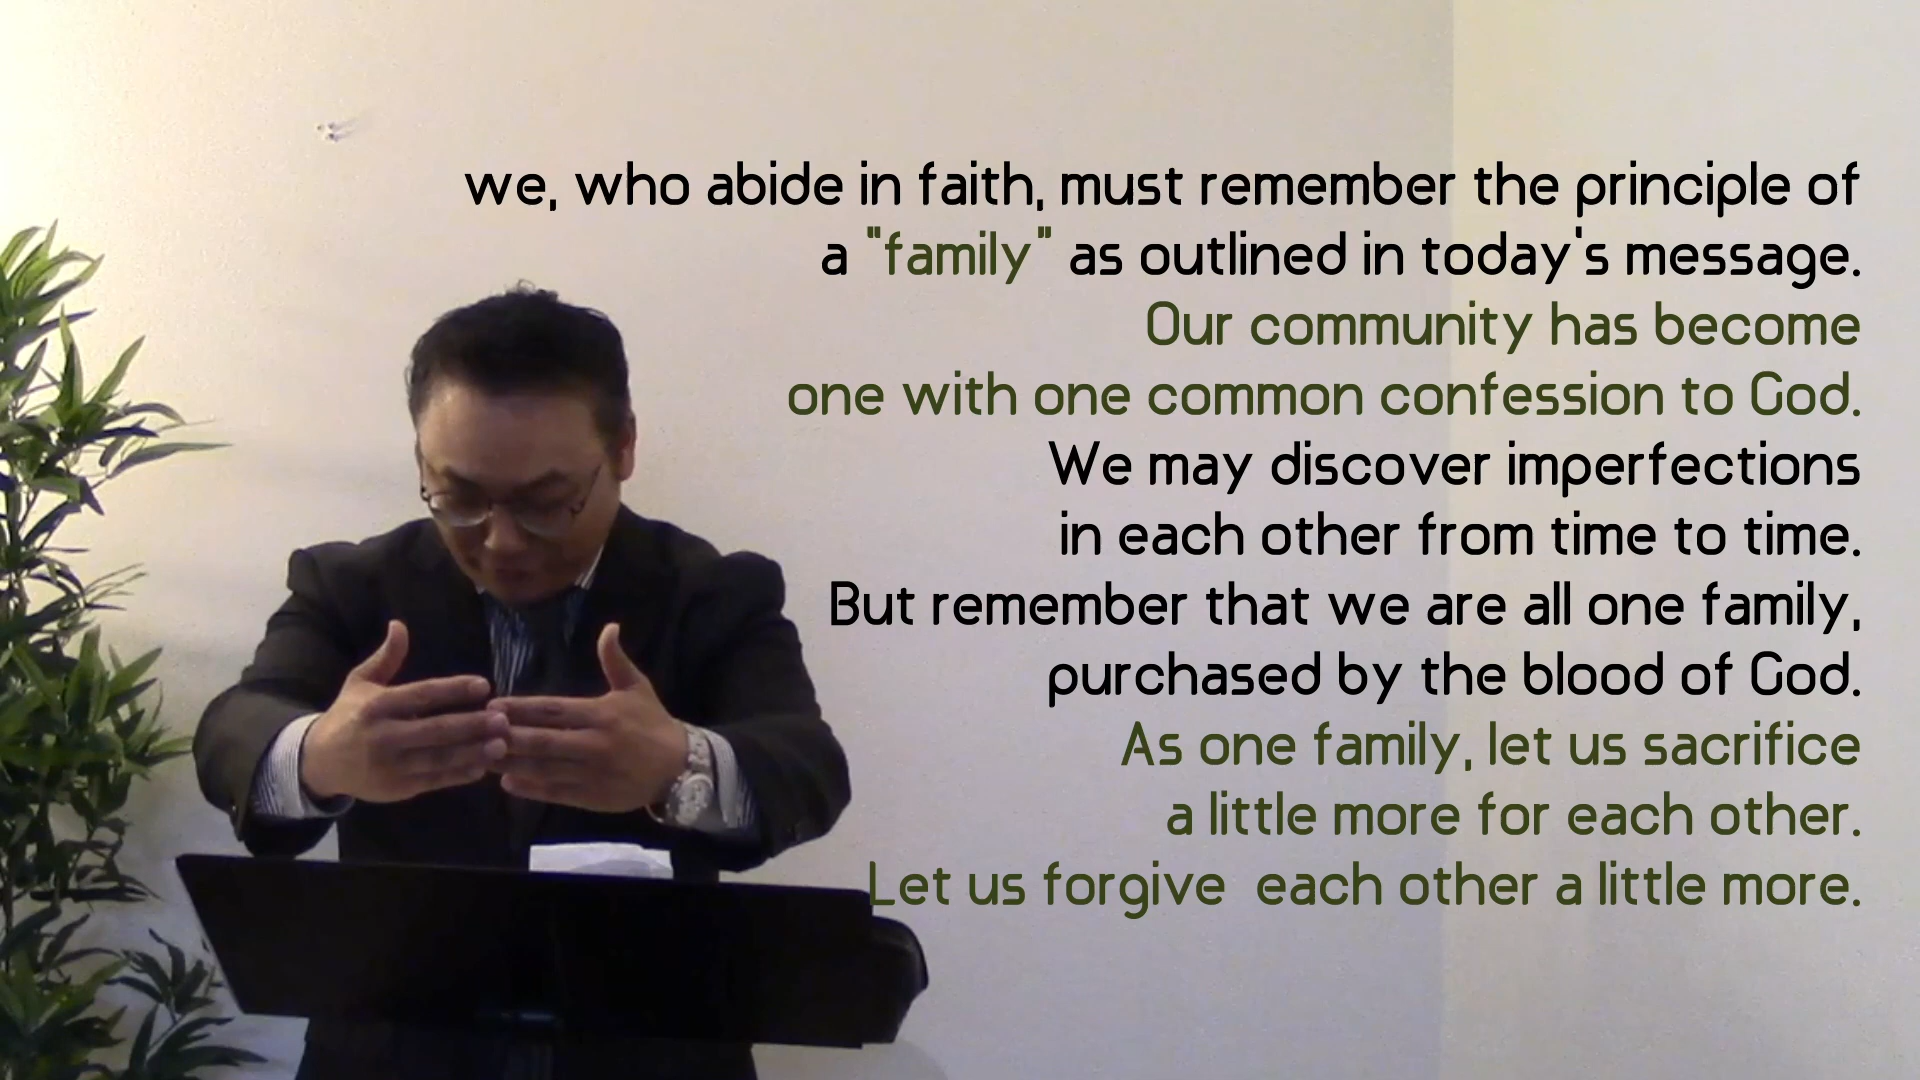 we, who abide in faith, must remember the principle of
a "family" as outlined in today's message.
Our community has become
one with one common confession to God.
We may discover imperfections
in each other from time to time.
But remember that we are all one family,
purchased by the blood of God.
As one family, let us sacrifice
a little more for each other.
Let us forgive each other a little more.